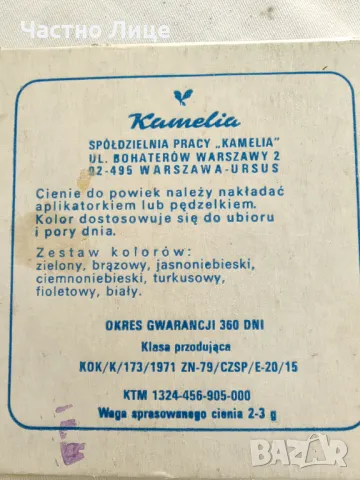 Частно Лице
Kamelia
SPÓŁDZIELNIA PRACY „KAMELIA"
UL. BOHATERÓW WARSZAWY 2
02-495 WARSZAWA-URSUS
Cienie do powiek należy nakładać
aplikatorkiem lub pędzelkiem.
Kolor dostosowuje się do ubioru
i pory dnia.
Zestaw kolorów:
zielony, brązowy, jasnoniebieski,
ciemnoniebieski, turkusowy,
fioletowy, biały.
OKRES GWARANCJI 360 DNI
Klasa przodująca
KOK/K/173/1971 ZN-79/CZSP/E-20/15
KTM 1324-456-905-000
Waga sprasowanego cienia 2-3 g
BAZAR